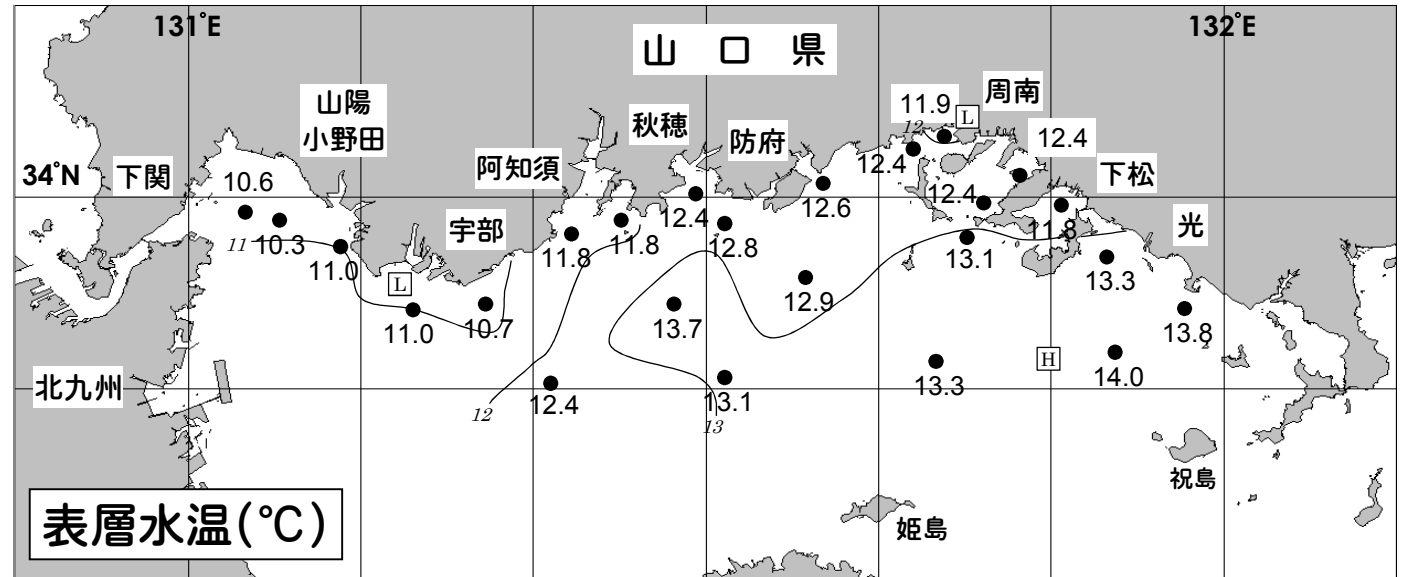 131°E
132°E
山 口 県
山陽
小野田
秋穂
防府
11.9
L
周南
12
阿知須
12.4
12.4
34°N
下関
10.6
下松
12.4
12.6
12.4
宇部
光
11
10.3
11.8
11.8
12.8
11.8
11.0
13.1
13.3
L
12.9
11.0
10.7
13.7
13.8
H
北九州
12.4
13.1
13.3
14.0
12
13
祝島
表層水温(℃)
姫島